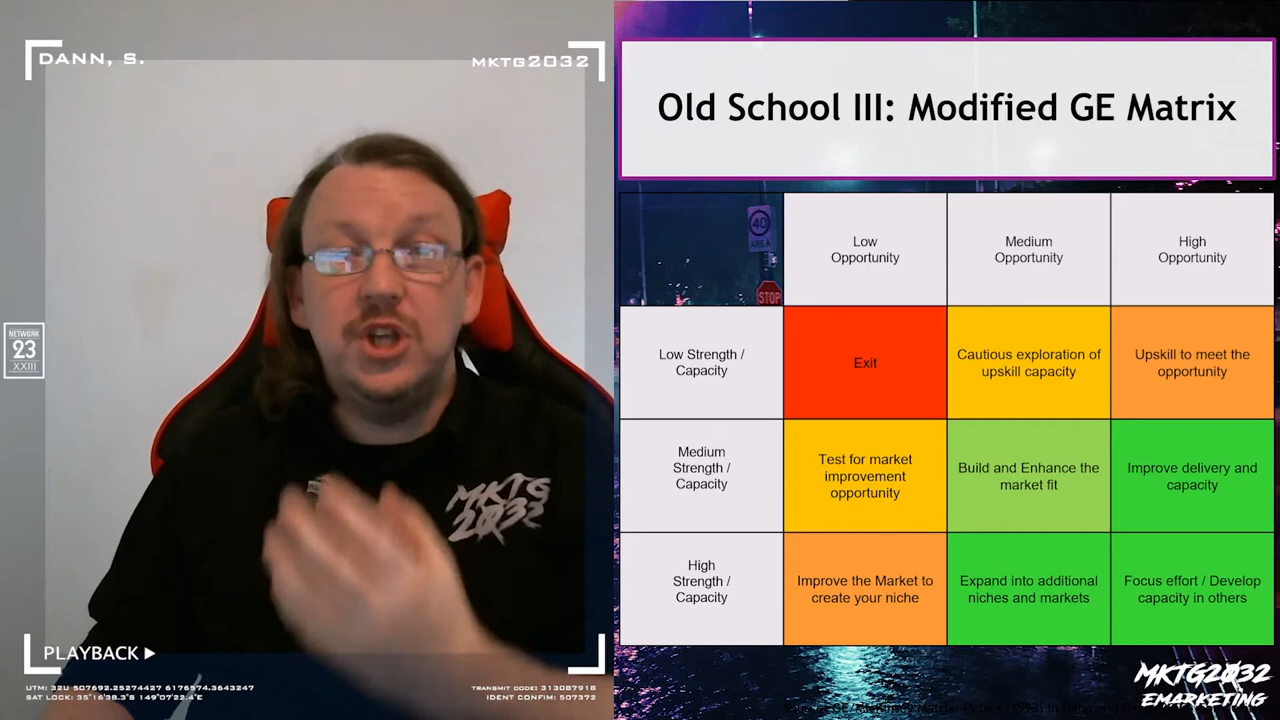 DANN, S.
MKTG2032
NETWORK
23
XXIII
PLAYBACK
UTM: 32U 507692.25274427 6176574.3643247
SAT LOCK: 35°16'38.3"S 149°07'22.4"E
TRANSMIT CODE: 313087918
IDENT CONFIM: 507372
MKTG
2032
Old School III: Modified GE Matrix
40
AREA
STOP
Low
Opportunity
Medium
Opportunity
High
Opportunity
Low Strength /
Capacity
Exit
Cautious exploration of
upskill capacity
Upskill to meet the
opportunity
Medium
Strength /
Capacity
Test for market
improvement
opportunity
Build and Enhance the
market fit
Improve delivery and
capacity
High
Strength /
Capacity
Improve the Market to
create your niche
Expand into additional
niches and markets
Focus effort / Develop
capacity in others
MKTG2032
EMARKETING